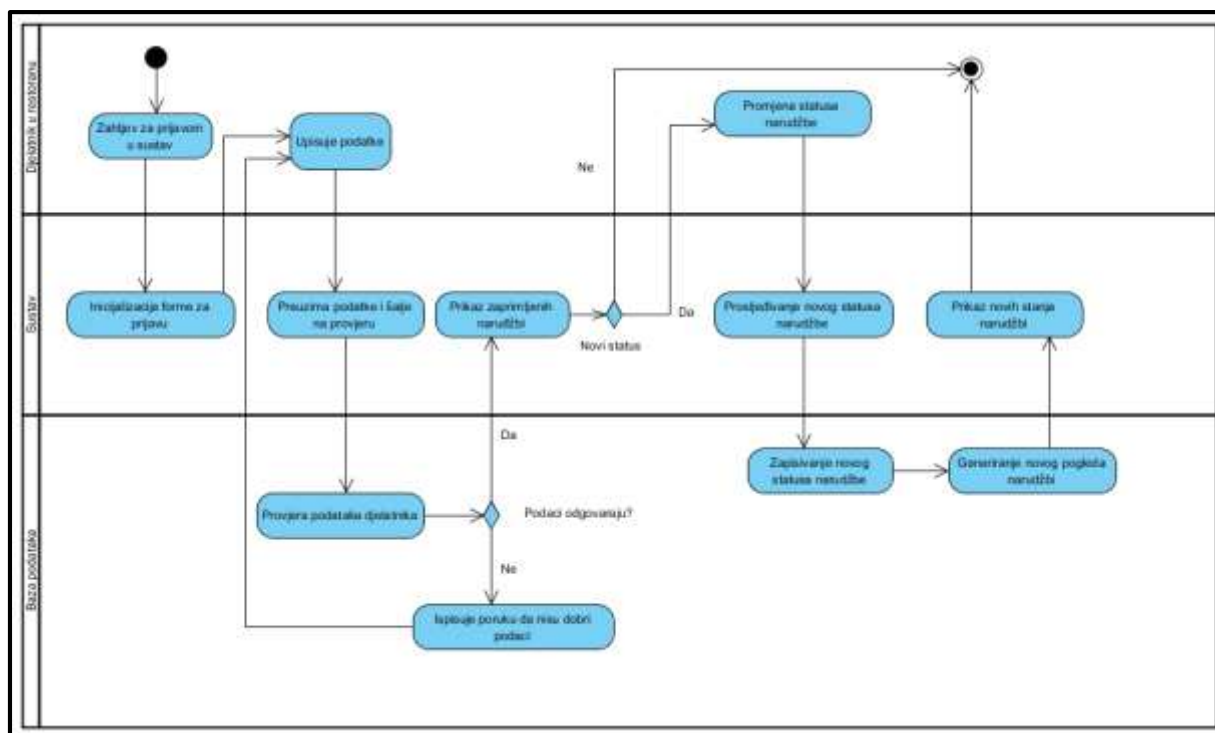 Djelatnik u restoranu
Zahtjev za prijavom
u sustav
Upisuje podatke
Promjena statusa
narudžbe
Ne
Sustav
Inicijalizacija forme za
prijavu
Preuzima podatke i šalje
na provjeru
Prikaz zaprimljenih
narudžbi
Novi status
Da
Prosljeđivanje novog statusa
narudžbe
Prikaz novih stanja
narudžbi
Baza podataka
Da
Provjera podataka djelatnika
Podaci odgovaraju?
Ne
Ispisuje poruku da nisu dobri
podaci
Zapisivanje novog
statusa narudžbe
Generiranje novog pogleda
narudžbi